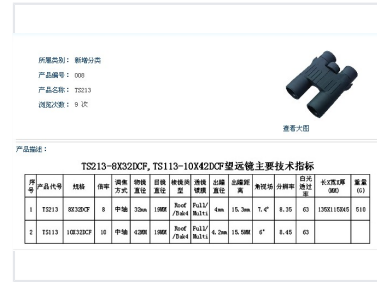 所属类别： 新增分类
产品编号： 008
产品名称： TS213
浏览次数： 9 次
查看大图
产品描述：
TS213-8X32DCF,TS113-10X42DCF望远镜主要技术指标
序号 产品代号 规格 倍率 调焦方式 物镜直径 目镜直径 棱镜类型 透镜镀膜 出瞳直径 出瞳距离 角视场 分辨率 白光透过率 长X宽X厚(MM) 重量(G)
1 TS213 8X32DCF 8 中轴 32mm 19MM Roof/Bak4 Full/Multi 4mm 15.3mm 7.4° 8.35 63 135X115X45 510
2 TS113 10X32DCF 10 中轴 42MM 19MM Roof/Bak4 Full/Multi 4.2mm 15.5MM 6° 8.45 63